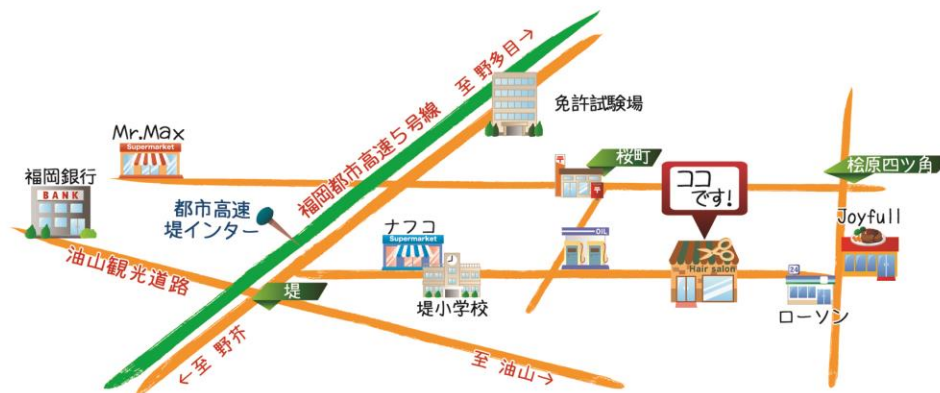 至 野多目→
福岡都市高速5号線
免許試験場
Mr.Max
Supermarket
福岡銀行
BANK
都市高速
堤インター
桜町
桧原四ツ角
ココ
です!
Joyfull
ナフコ
Supermarket
OIL
Hair salon
24
油山観光道路
堤
堤小学校
ローソン
←至 野芥
至 油山→